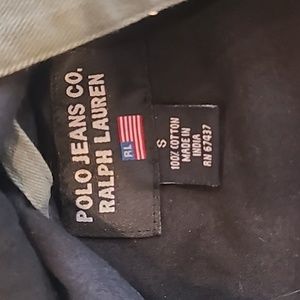 POLO JEANS CO.
RALPH LAUREN
RL
S
100% COTTON
MADE IN
INDIA
RN 67437